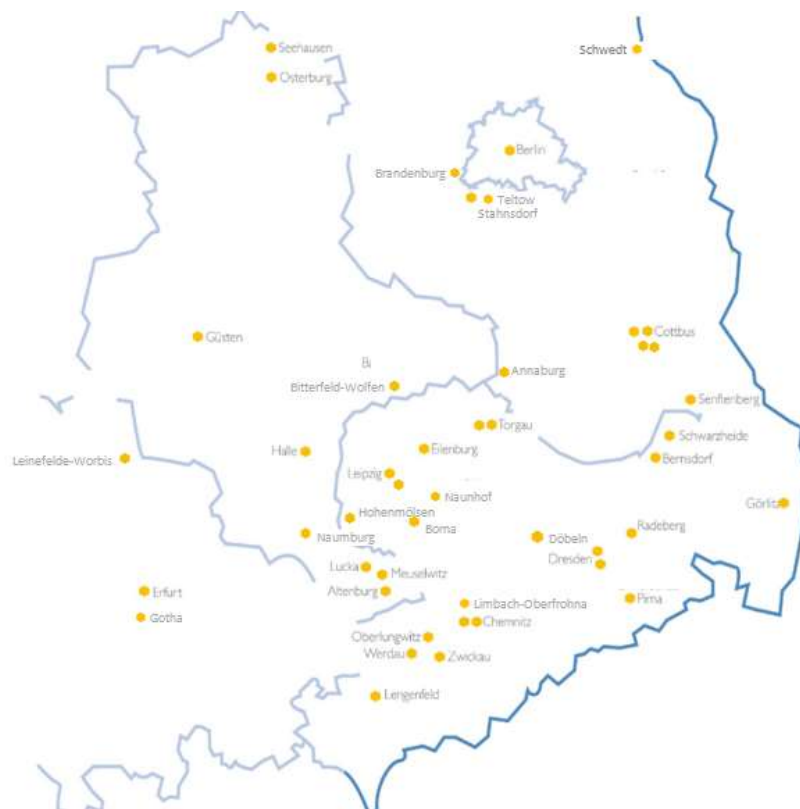 Seehausen
Schwedt
Osterburg
Berlin
Brandenburg
Teltow
Stahnsdorf
Güsten
Cottbus
Annaburg
Bitterfeld-Wolfen
Senftenberg
Torgau
Schwarzheide
Halle
Eilenburg
Leinefelde-Worbis
Bernsdorf
Leipzig
Naunhof
Görlitz
Hohenmölsen
Borna
Radeberg
Naumburg
Döbeln
Dresden
Lucka
Meuselwitz
Altenburg
Erfurt
Pirna
Limbach-Oberfrohna
Gotha
Chemnitz
Oberlungwitz
Werdau
Zwickau
Lengenfeld